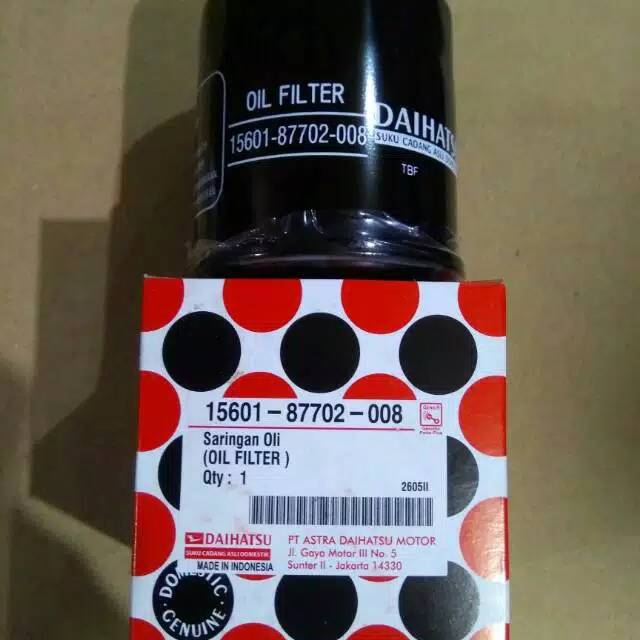 OIL FILTER
15601-87702-008
DAIHATS
SUKU CADANG ASLI DOM
TBF
15601-87702-008
Saringan Oli
(OIL FILTER )
Qty : 1
2605II
DAIHATSU
SUKU CADANG ASLI DOMESTIK
MADE IN INDONESIA
PT ASTRA DAIHATSU MOTOR
Jl. Gaya Motor III No. 5
Sunter II - Jakarta 14330
DOMESTIC
GENUINE